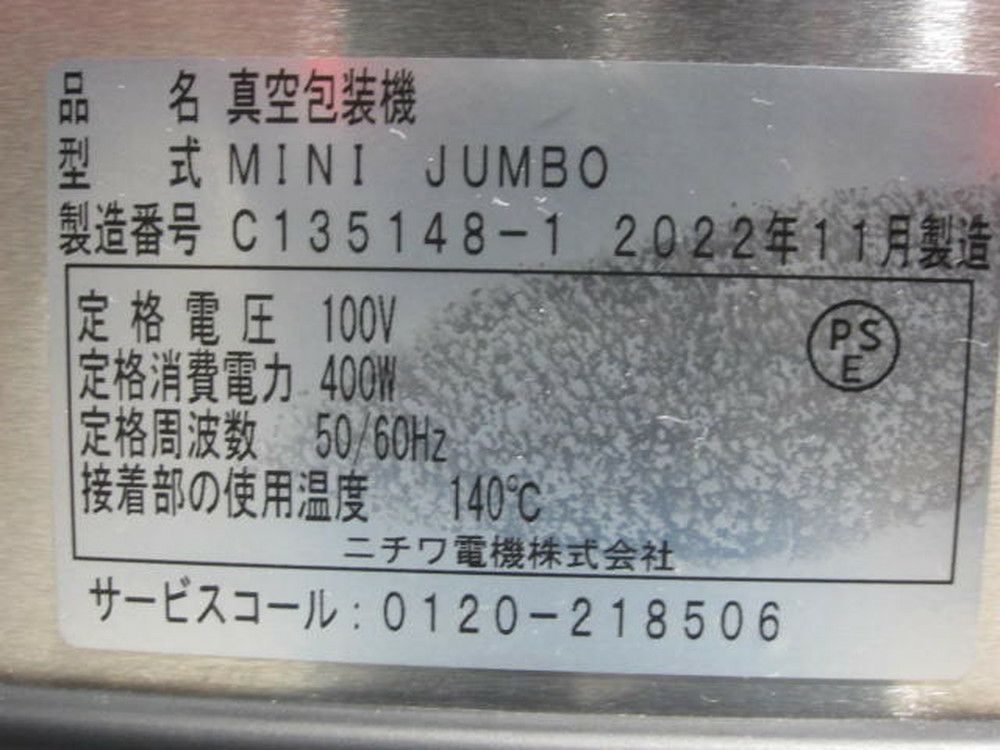 品名 真空包装機
型式 MINI JUMBO
製造番号 C135148-1 2022年11月製造
定格電圧 100V
定格消費電力 400W
定格周波数 50/60Hz
接着部の使用温度 140℃
PS
E
ニチワ電機株式会社
サービスコール:0120-218506